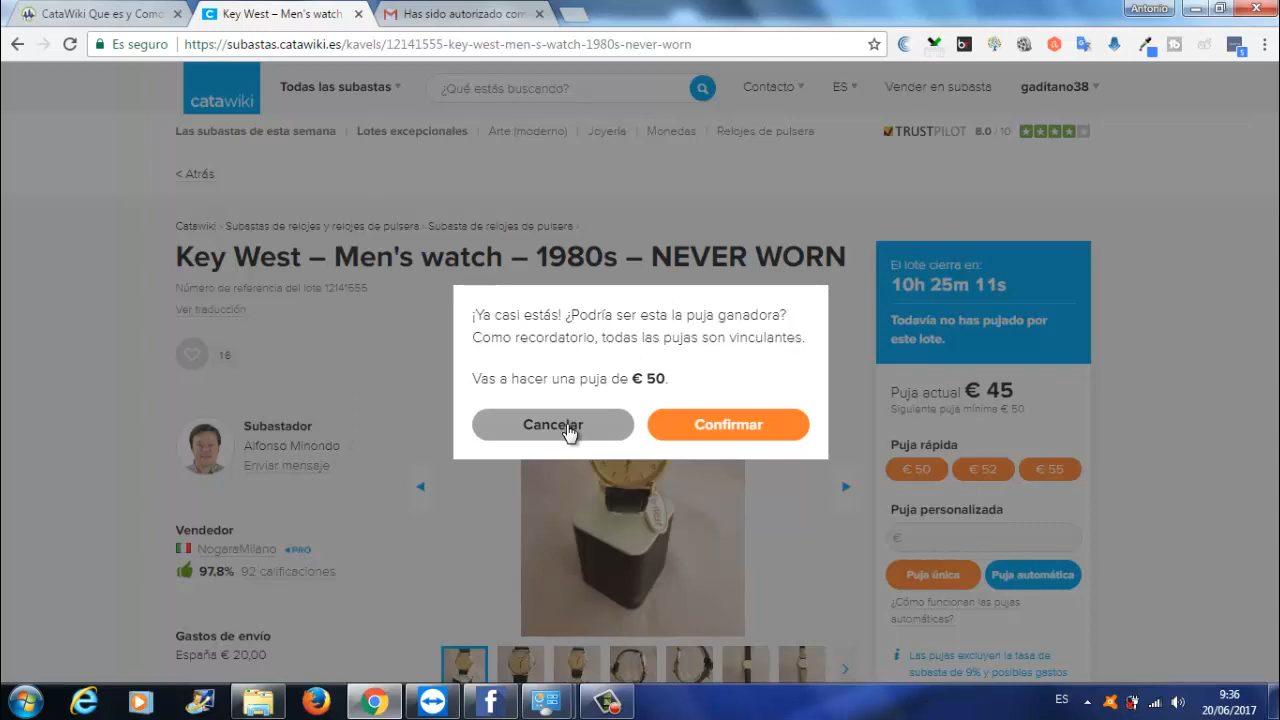 CataWiki Que es y Como
Key West – Men's watch
Has sido autorizado com
Antonio
Es seguro
https://subastas.catawiki.es/kavels/12141555-key-west-men-s-watch-1980s-never-worn
catawiki
Todas las subastas
¿Qué estás buscando?
Contacto
ES
Vender en subasta
gaditano38
Las subastas de esta semana
Lotes excepcionales
Arte (moderno)
Joyería
Monedas
Relojes de pulsera
TRUSTPILOT 8.0 / 10
< Atrás
Catawiki › Subastas de relojes y relojes de pulsera › Subasta de relojes de pulsera ›
Key West – Men's watch – 1980s – NEVER WORN
Número de referencia del lote 12141555
Ver traducción
16
Subastador
Alfonso Minondo
Enviar mensaje
Vendedor
NogaraMilano PRO
97,8% 92 calificaciones
Gastos de envío
España € 20,00
¡Ya casi estás! ¿Podría ser esta la puja ganadora?
Como recordatorio, todas las pujas son vinculantes.
Vas a hacer una puja de € 50.
Cancelar
Confirmar
El lote cierra en:
10h 25m 11s
Todavía no has pujado por
este lote.
Puja actual € 45
Siguiente puja mínima € 50
Puja rápida
€ 50
€ 52
€ 55
Puja personalizada
€
Puja única
Puja automática
¿Cómo funcionan las pujas
automáticas?
Las pujas excluyen la tasa de
subasta de 9% y posibles gastos
ES
9:36
20/06/2017